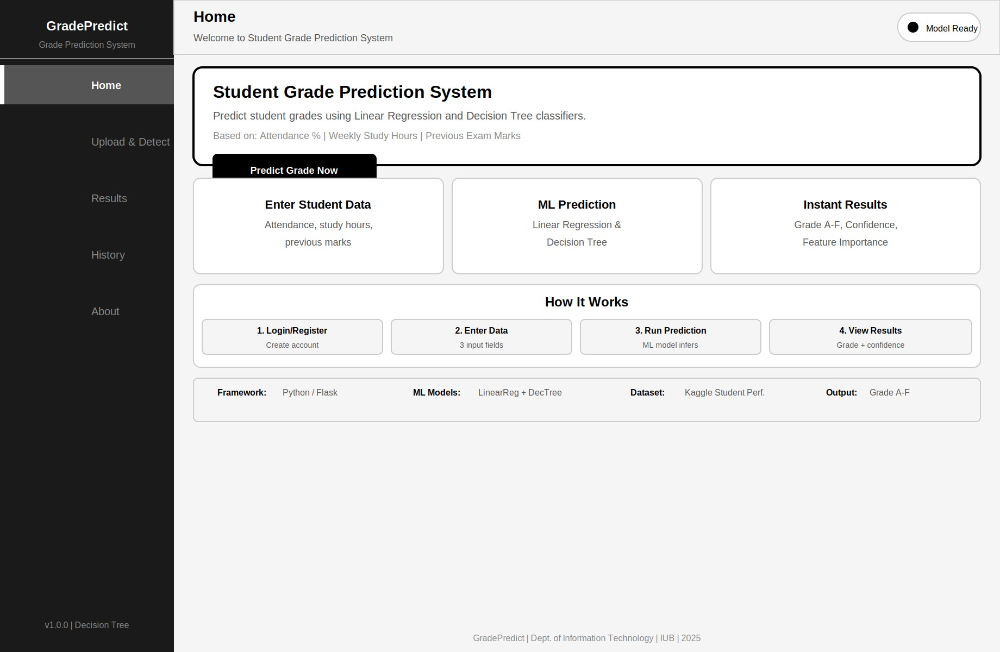 GradePredict
Grade Prediction System
Home
Upload & Detect
Results
History
About
v1.0.0 | Decision Tree
Home
Welcome to Student Grade Prediction System
Model Ready
Student Grade Prediction System
Predict student grades using Linear Regression and Decision Tree classifiers.
Based on: Attendance % | Weekly Study Hours | Previous Exam Marks
Predict Grade Now
Enter Student Data
Attendance, study hours,
previous marks
ML Prediction
Linear Regression &
Decision Tree
Instant Results
Grade A-F, Confidence,
Feature Importance
How It Works
1. Login/Register
Create account
2. Enter Data
3 input fields
3. Run Prediction
ML model infers
4. View Results
Grade + confidence
Framework: Python / Flask ML Models: LinearReg + DecTree Dataset: Kaggle Student Perf. Output: Grade A-F
GradePredict | Dept. of Information Technology | IUB | 2025